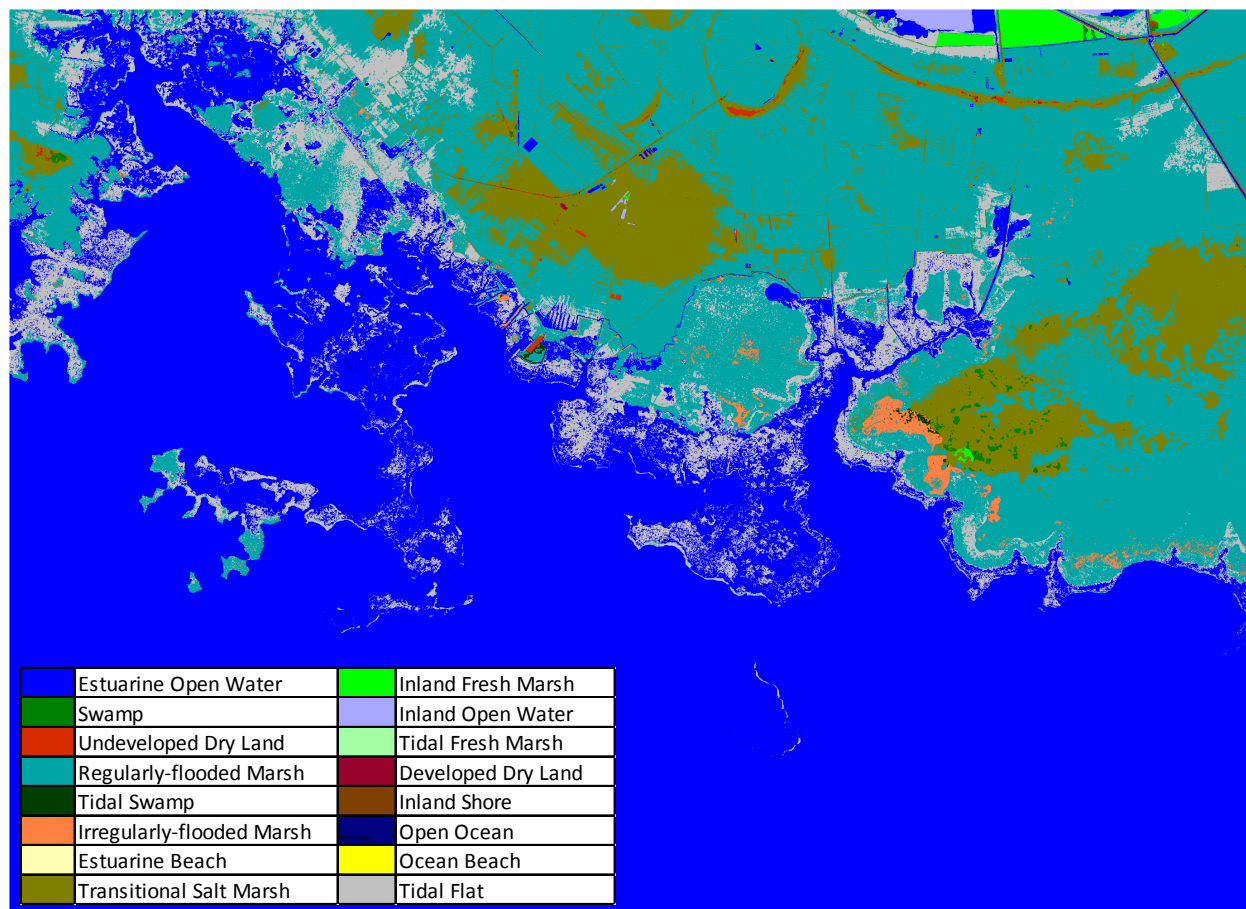 Estuarine Open Water Inland Fresh Marsh
Swamp Inland Open Water
Undeveloped Dry Land Tidal Fresh Marsh
Regularly-flooded Marsh Developed Dry Land
Tidal Swamp Inland Shore
Irregularly-flooded Marsh Open Ocean
Estuarine Beach Ocean Beach
Transitional Salt Marsh Tidal Flat